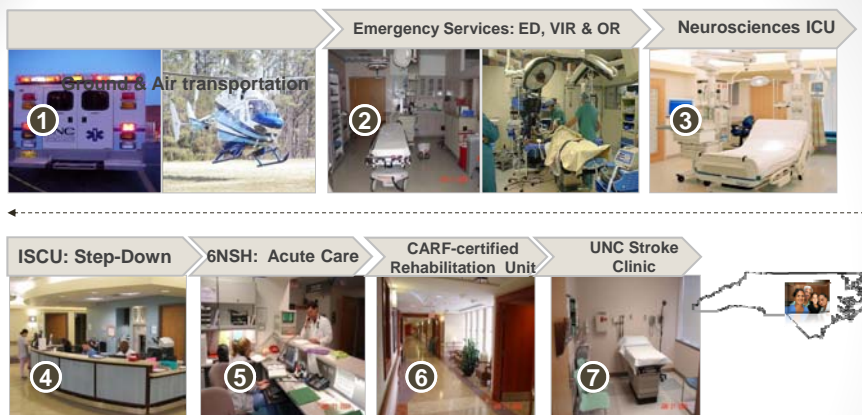 Emergency Services: ED, VIR & OR
Neurosciences ICU
Ground & Air transportation
NC
1
2
3
ISCU: Step-Down
6NSH: Acute Care
CARF-certified
Rehabilitation Unit
UNC Stroke
Clinic
4
5
6
7